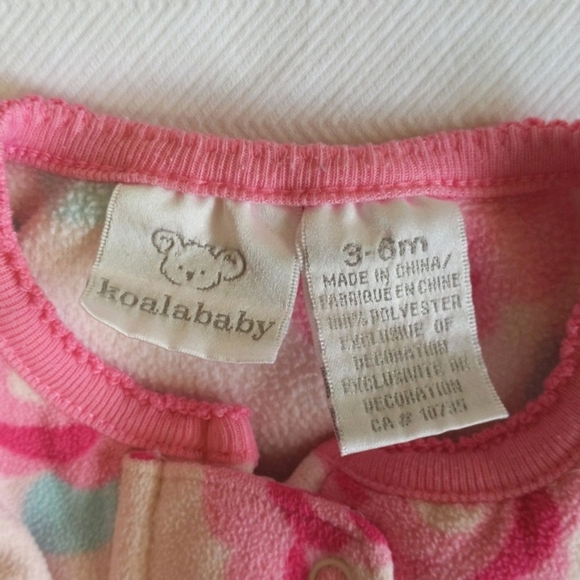 koalababy
3-6m
MADE IN CHINA/
FABRIQUE EN CHINE
100% POLYESTER
EXCLUSIVE OF
DECORATION
EXCLUSIVITE DE
DECORATION
CA # 10735